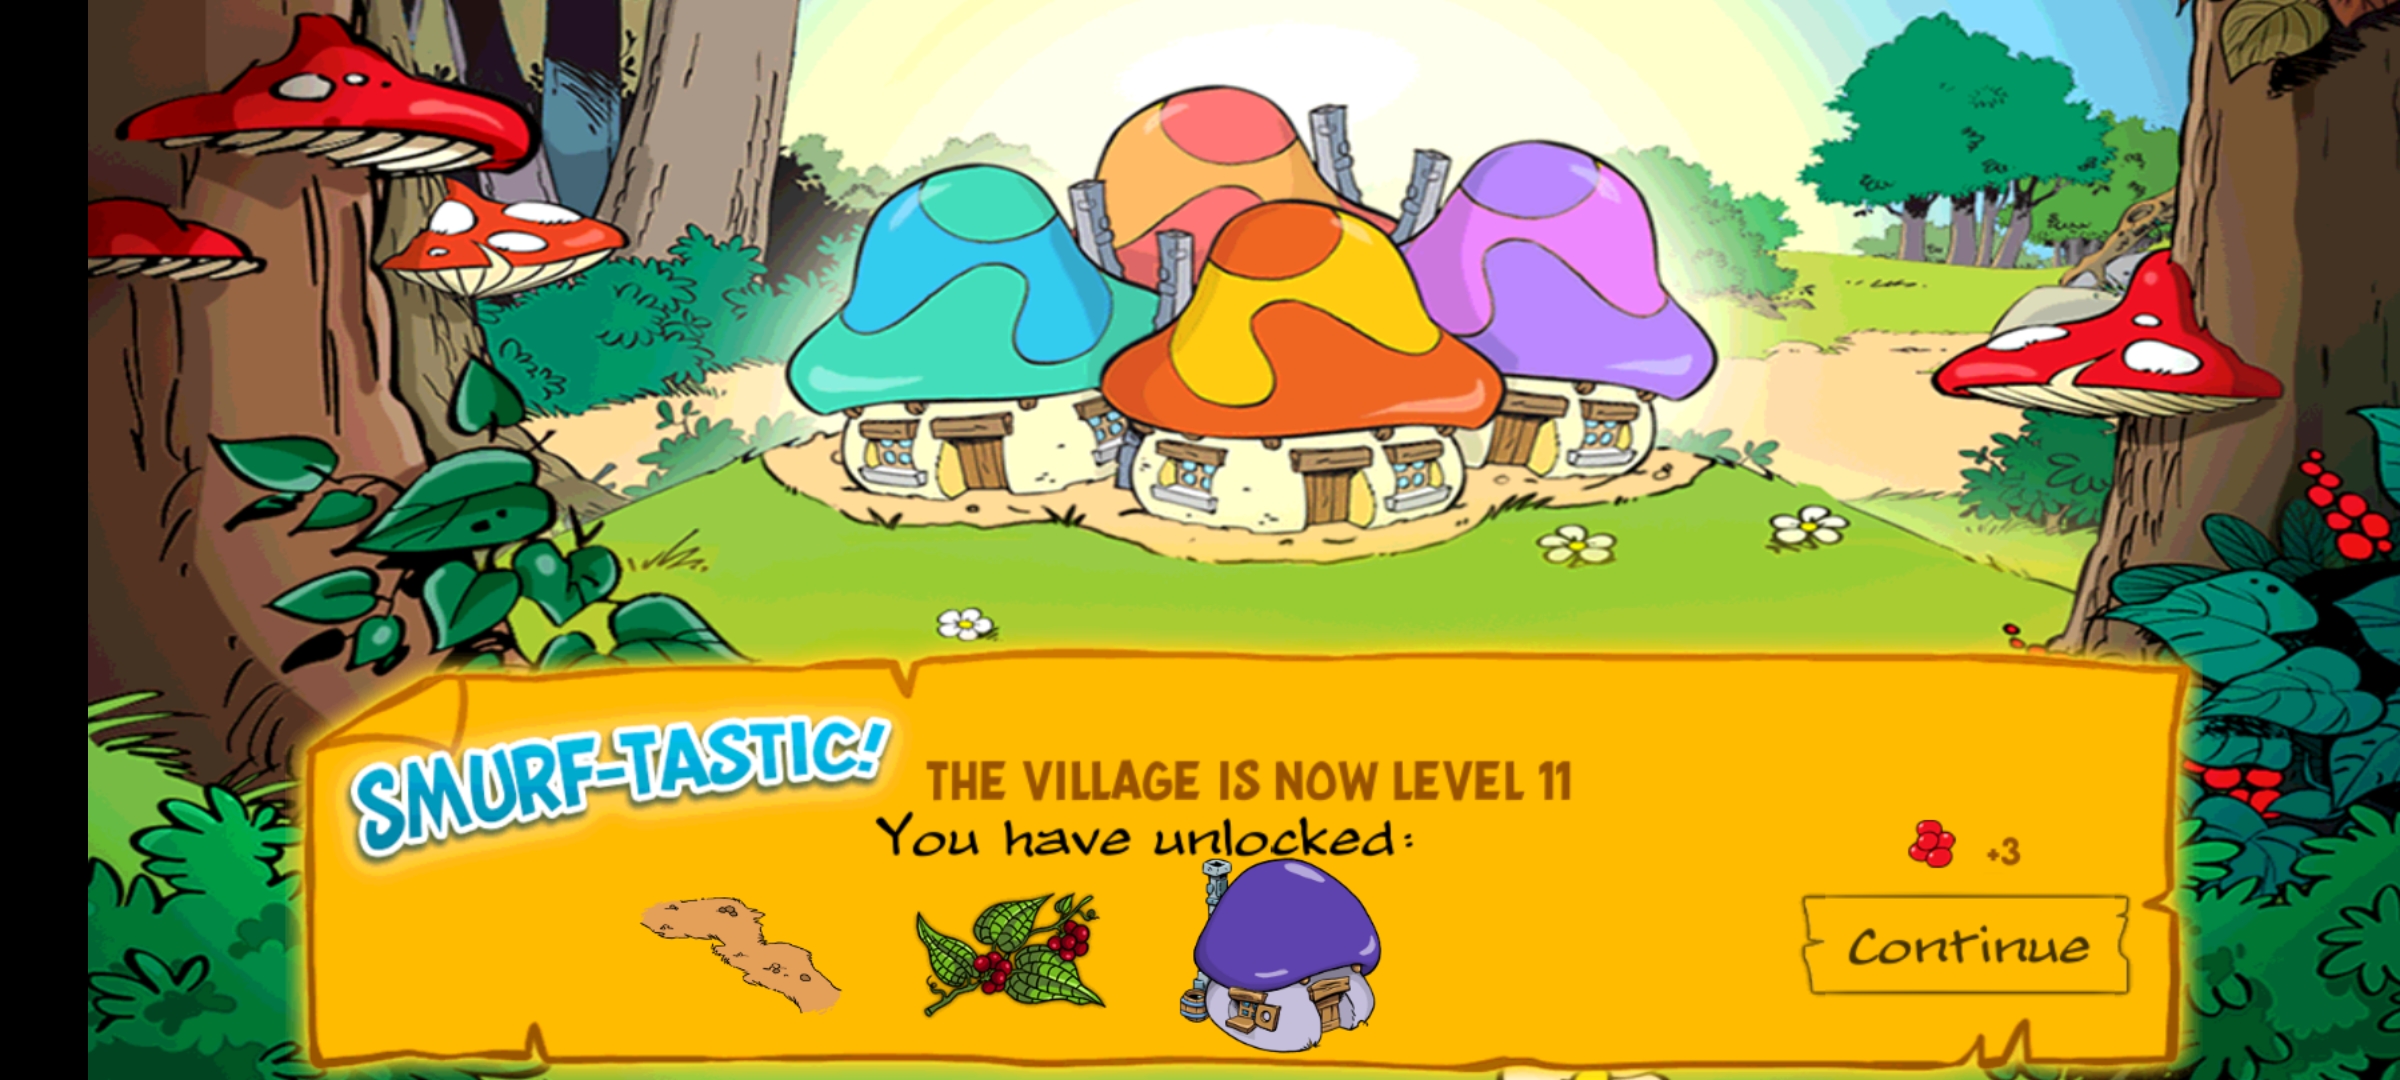 SMURF-TASTIC!
THE VILLAGE IS NOW LEVEL 11
You have unlocked:
+3
Continue